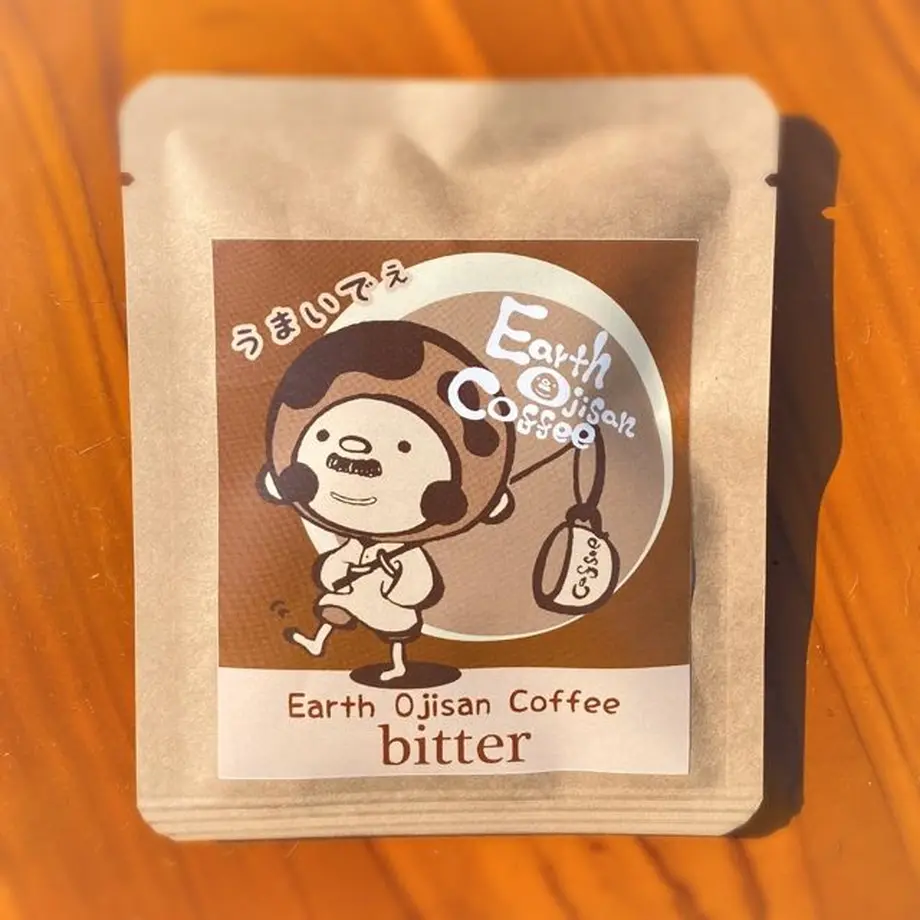 うまいでぇ
Earth
Ojisan
Coffee
Coffee
Earth Ojisan Coffee
bitter